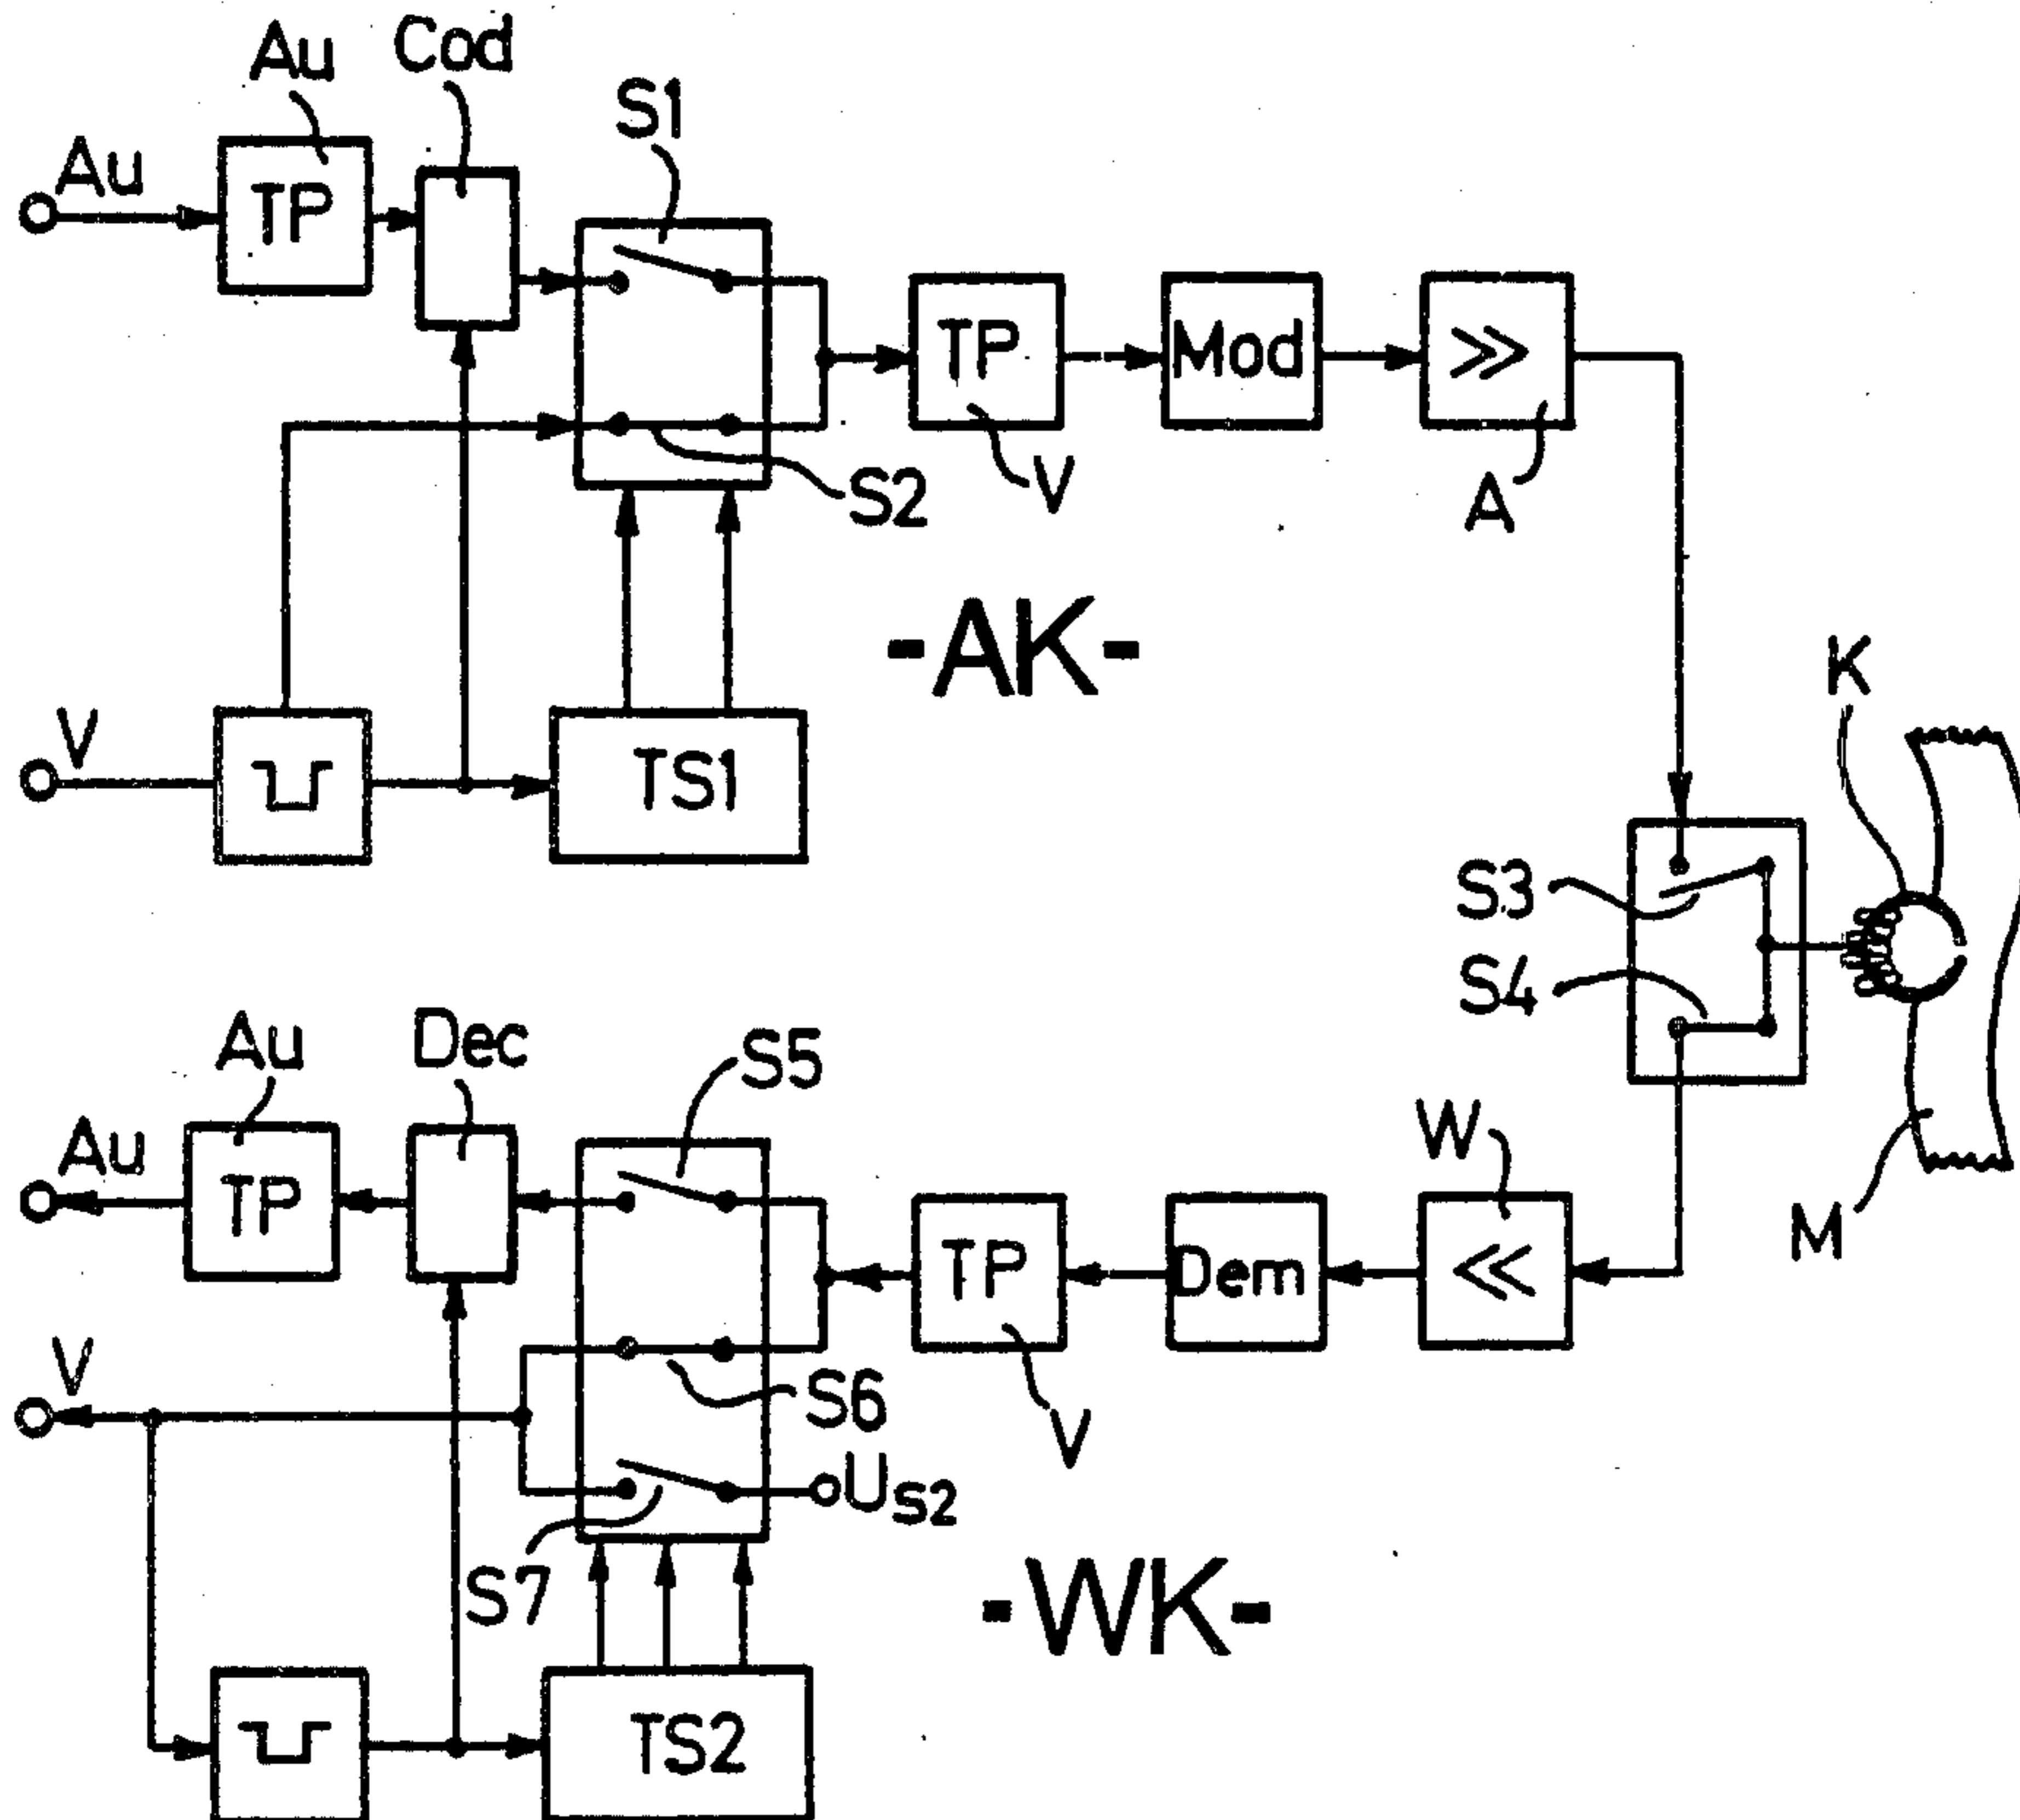 Au
Cod
S1
Au
TP
TP
Mod
≫
S2
V
A
-AK-
K
V
TS1
S3
S4
Au
Dec
S5
W
Au
TP
TP
Dem
≪
M
V
S6
V
Us2
S7
-WK-
TS2